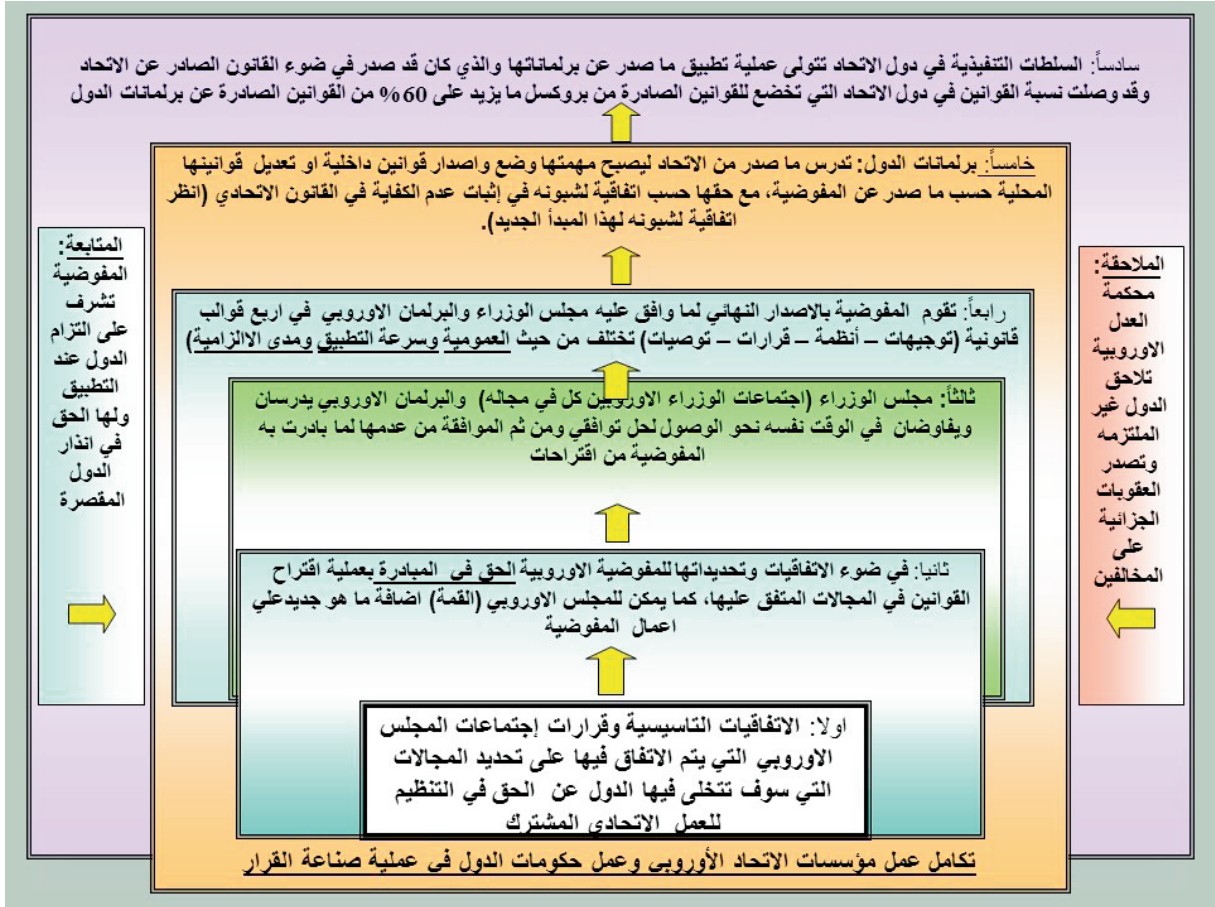 سادساً: السلطات التنفيذية في دول الاتحاد تتولى عملية تطبيق ما صدر عن برلماناتها والذي كان قد صدر في ضوء القانون الصادر عن الاتحاد
وقد وصلت نسبة القوانين في دول الاتحاد التي تخضع للقوانين الصادرة من بروكسل ما يزيد على 60% من القوانين الصادرة عن برلمانات الدول
خامساً: برلمانات الدول: تدرس ما صدر من الاتحاد ليصبح مهمتها وضع واصدار قوانين داخلية او تعديل قوانينها
المحلية حسب ما صدر عن المفوضية، مع حقها حسب اتفاقية لشبونه في إثبات عدم الكفاية في القانون الاتحادي (انظر
اتفاقية لشبونه لهذا المبدأ الجديد).
الملاحقة:
محكمة
العدل
الاوروبية
تلاحق
الدول غير
الملتزمه
وتصدر
العقوبات
الجزائية
على
المخالفين
المتابعة:
المفوضية
تشرف
على التزام
الدول عند
التطبيق
ولها الحق
في انذار
الدول
المقصرة
رابعاً: تقوم المفوضية بالاصدار النهائي لما وافق عليه مجلس الوزراء والبرلمان الاوروبي في اربع قوالب
قانونية (توجيهات – أنظمة – قرارات – توصيات) تختلف من حيث العمومية وسرعة التطبيق ومدى الاالزامية)
ثالثاً: مجلس الوزراء (اجتماعات الوزراء الاوروبين كل في مجاله) والبرلمان الاوروبي يدرسان
ويفاوضان في الوقت نفسه نحو الوصول لحل توافقي ومن ثم الموافقة من عدمها لما بادرت به
المفوضية من اقتراحات
ثانيا: في ضوء الاتفاقيات وتحديداتها للمفوضية الاوروبية الحق في المبادرة بعملية اقتراح
القوانين في المجالات المتفق عليها، كما يمكن للمجلس الاوروبي (القمة) اضافة ما هو جديدعلي
اعمال المفوضية
اولا: الاتفاقيات التاسيسية وقرارات إجتماعات المجلس
الاوروبي التي يتم الاتفاق فيها على تحديد المجالات
التي سوف تتخلى فيها الدول عن الحق في التنظيم
للعمل الاتحادي المشترك
تكامل عمل مؤسسات الاتحاد الأوروبي وعمل حكومات الدول في عملية صناعة القرار